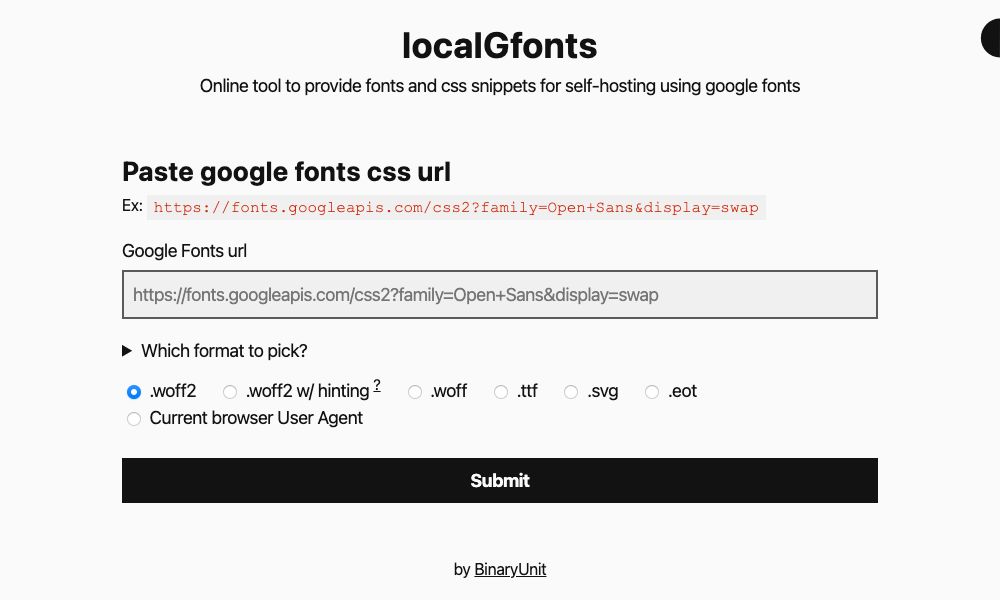 localGfonts
Online tool to provide fonts and css snippets for self-hosting using google fonts
Paste google fonts css url
Ex: https://fonts.googleapis.com/css2?family=Open+Sans&display=swap
Google Fonts url
https://fonts.googleapis.com/css2?family=Open+Sans&display=swap
Which format to pick?
.woff2 .woff2 w/ hinting ? .woff .ttf .svg .eot
Current browser User Agent
Submit
by BinaryUnit